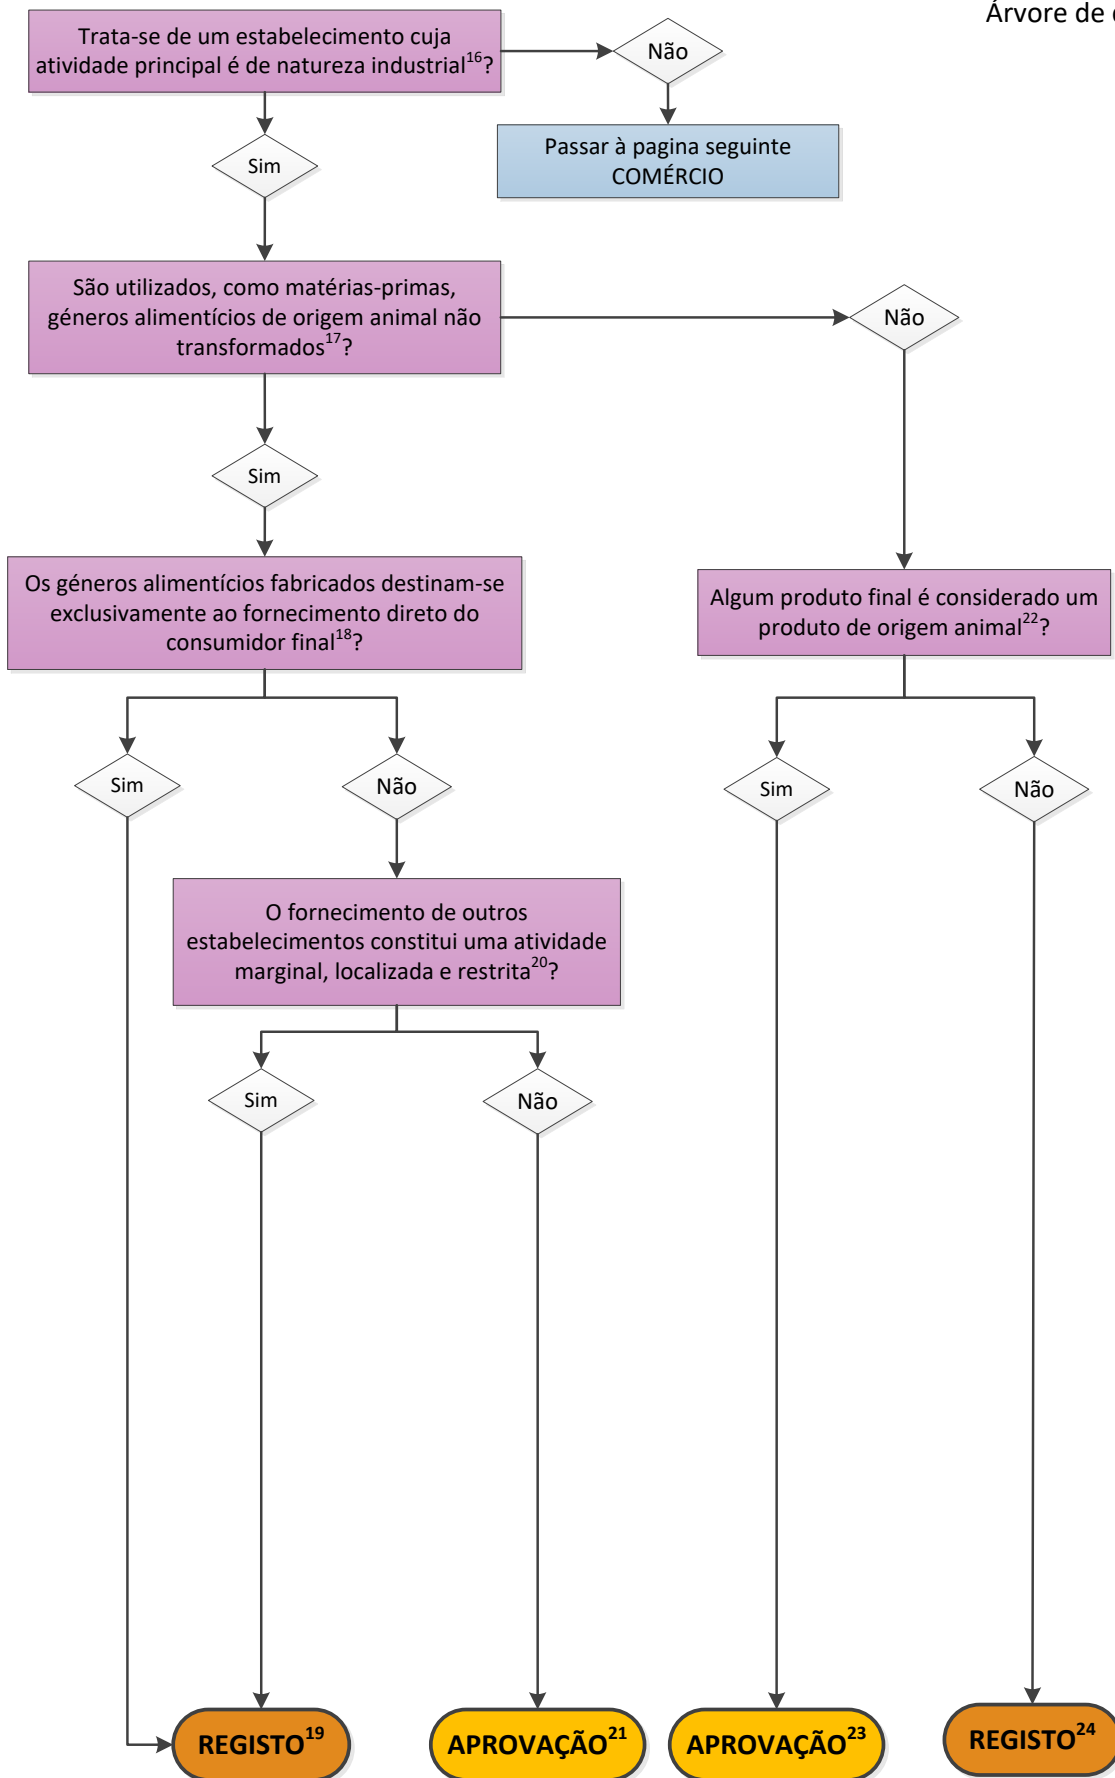 Árvore de
Trata-se de um estabelecimento cuja
atividade principal é de natureza industrial16?
Não
Passar à pagina seguinte
COMÉRCIO
Sim
São utilizados, como matérias-primas,
géneros alimentícios de origem animal não
transformados17?
Não
Sim
Os géneros alimentícios fabricados destinam-se
exclusivamente ao fornecimento direto do
consumidor final18?
Algum produto final é considerado um
produto de origem animal22?
Sim
Não
Sim
Não
O fornecimento de outros
estabelecimentos constitui uma atividade
marginal, localizada e restrita20?
Sim
Não
REGISTO19
APROVAÇÃO21
APROVAÇÃO23
REGISTO24